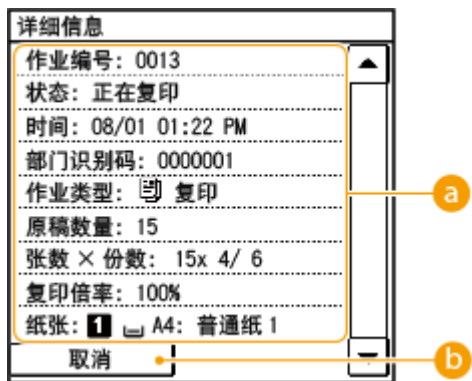 详细信息
作业编号: 0013
状态: 正在复印
时间: 08/01 01:22 PM
部门识别码: 0000001
作业类型: 复印
原稿数量: 15
张数 × 份数: 15x 4/ 6
复印倍率: 100%
纸张: 1 A4: 普通纸 1
取消
a
b